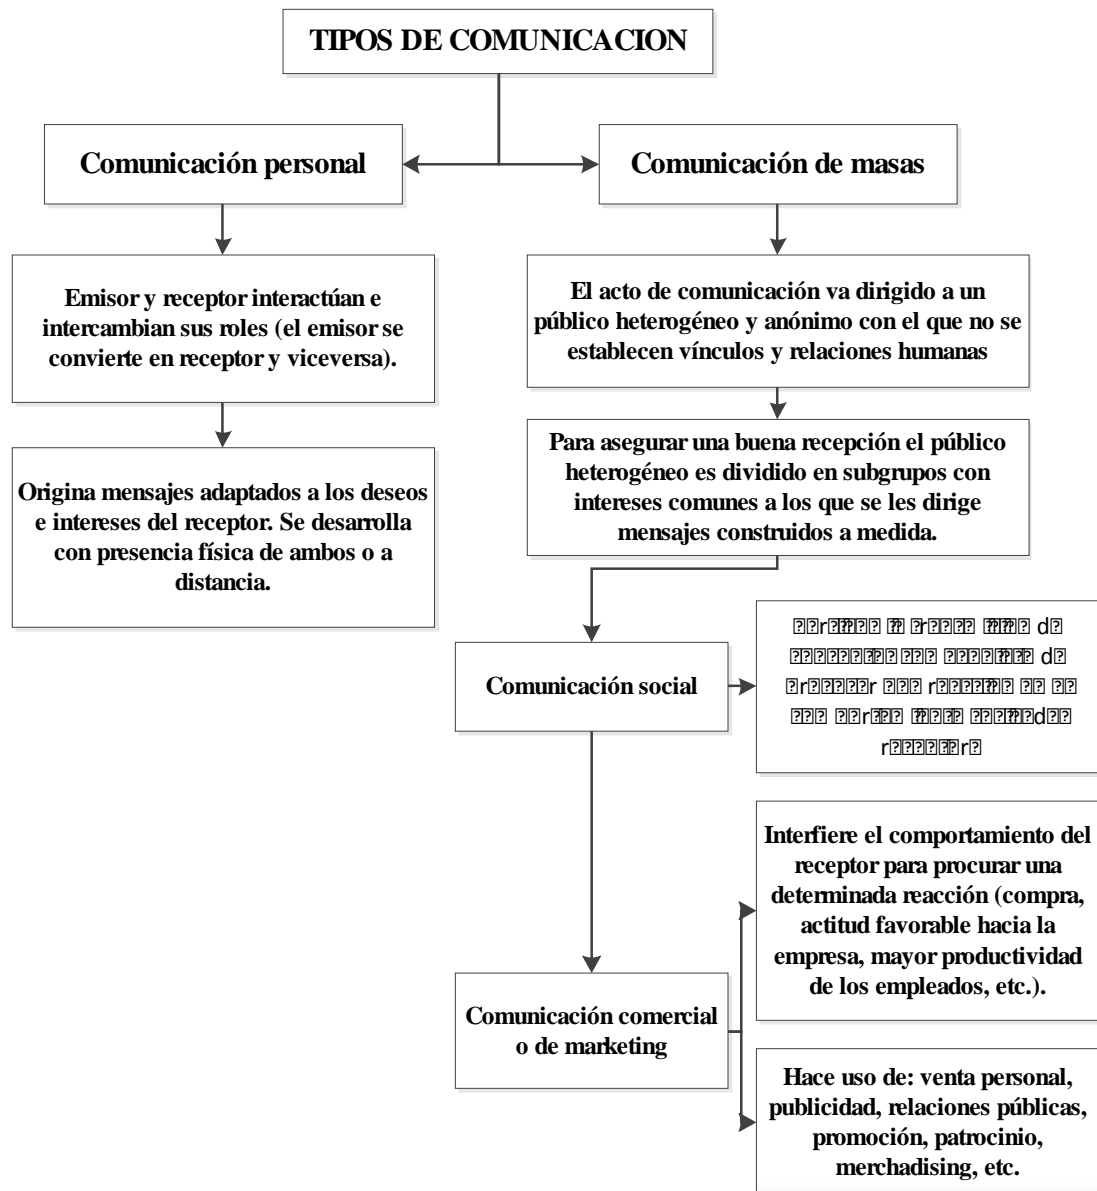 TIPOS DE COMUNICACION
Comunicación personal
Comunicación de masas
Emisor y receptor interactúan e
intercambian sus roles (el emisor se
convierte en receptor y viceversa).
El acto de comunicación va dirigido a un
público heterogéneo y anónimo con el que no se
establecen vínculos y relaciones humanas
Origina mensajes adaptados a los deseos
e intereses del receptor. Se desarrolla
con presencia física de ambos o a
distancia.
Para asegurar una buena recepción el público
heterogéneo es dividido en subgrupos con
intereses comunes a los que se les dirige
mensajes construidos a medida.
Comunicación social
Comunicación comercial
o de marketing
Interfiere el comportamiento del
receptor para procurar una
determinada reacción (compra,
actitud favorable hacia la
empresa, mayor productividad
de los empleados, etc.).
Hace uso de: venta personal,
publicidad, relaciones públicas,
promoción, patrocinio,
merchadising, etc.